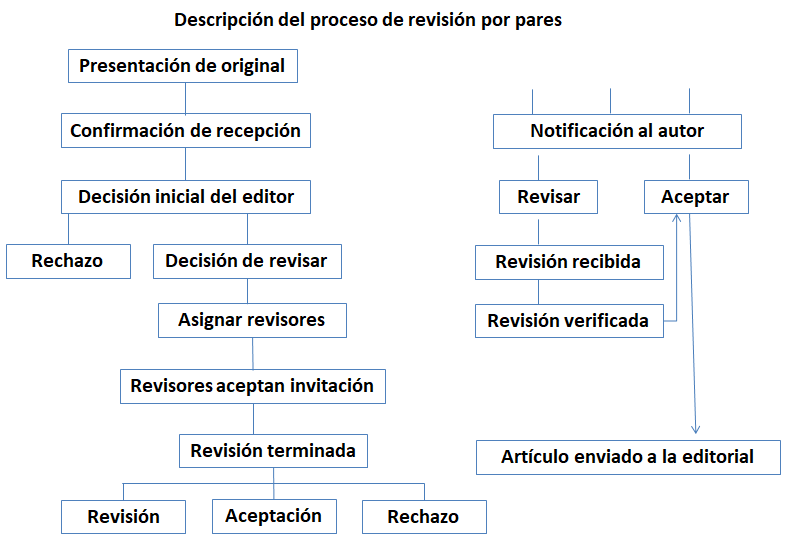 Descripción del proceso de revisión por pares
Presentación de original
Confirmación de recepción
Decisión inicial del editor
Rechazo
Decisión de revisar
Asignar revisores
Revisores aceptan invitación
Revisión terminada
Revisión
Aceptación
Rechazo
Notificación al autor
Revisar
Aceptar
Revisión recibida
Revisión verificada
Artículo enviado a la editorial